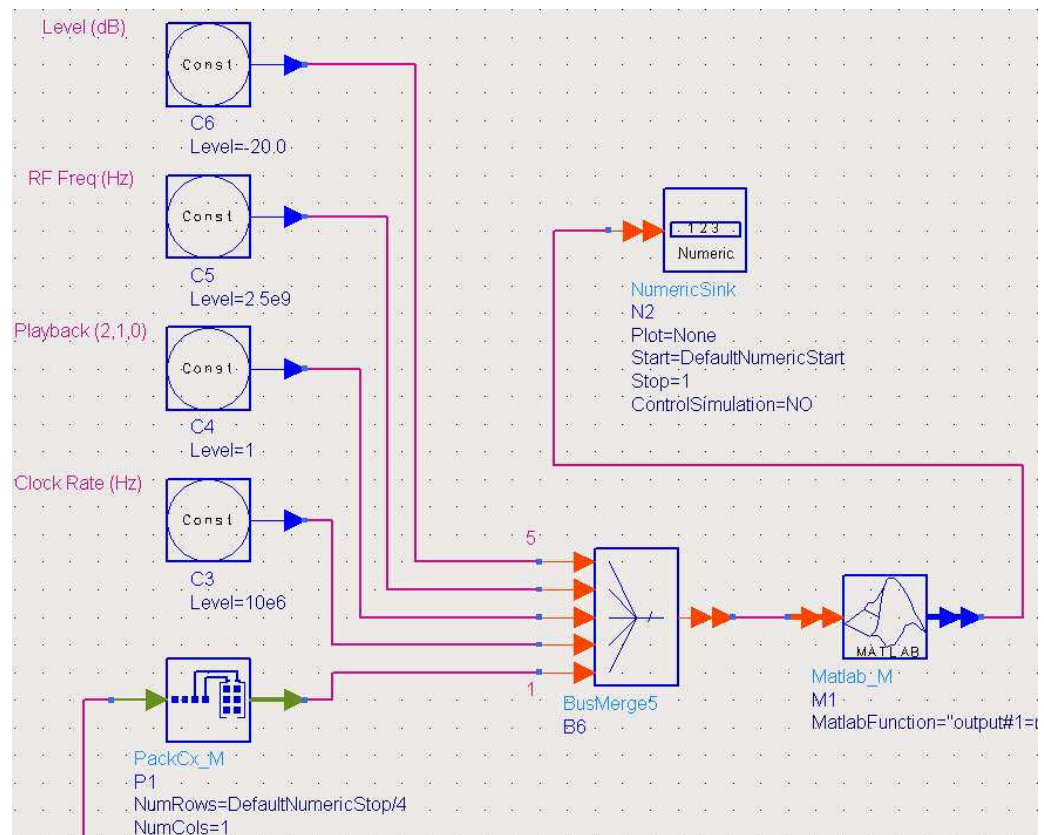 Level (dB)
Const
C6
Level=-20.0
RF Freq (Hz)
Const
C5
Level=2.5e9
Playback (2,1,0)
Const
C4
Level=1
Clock Rate (Hz)
Const
C3
Level=10e6
PackCx_M
P1
NumRows=DefaultNumericStop/4
NumCols=1
123
Numeric
NumericSink
N2
Plot=None
Start=DefaultNumericStart
Stop=1
ControlSimulation=NO
5
1
BusMerge5
B6
MATLAB
Matlab_M
M1
MatlabFunction="output#1=